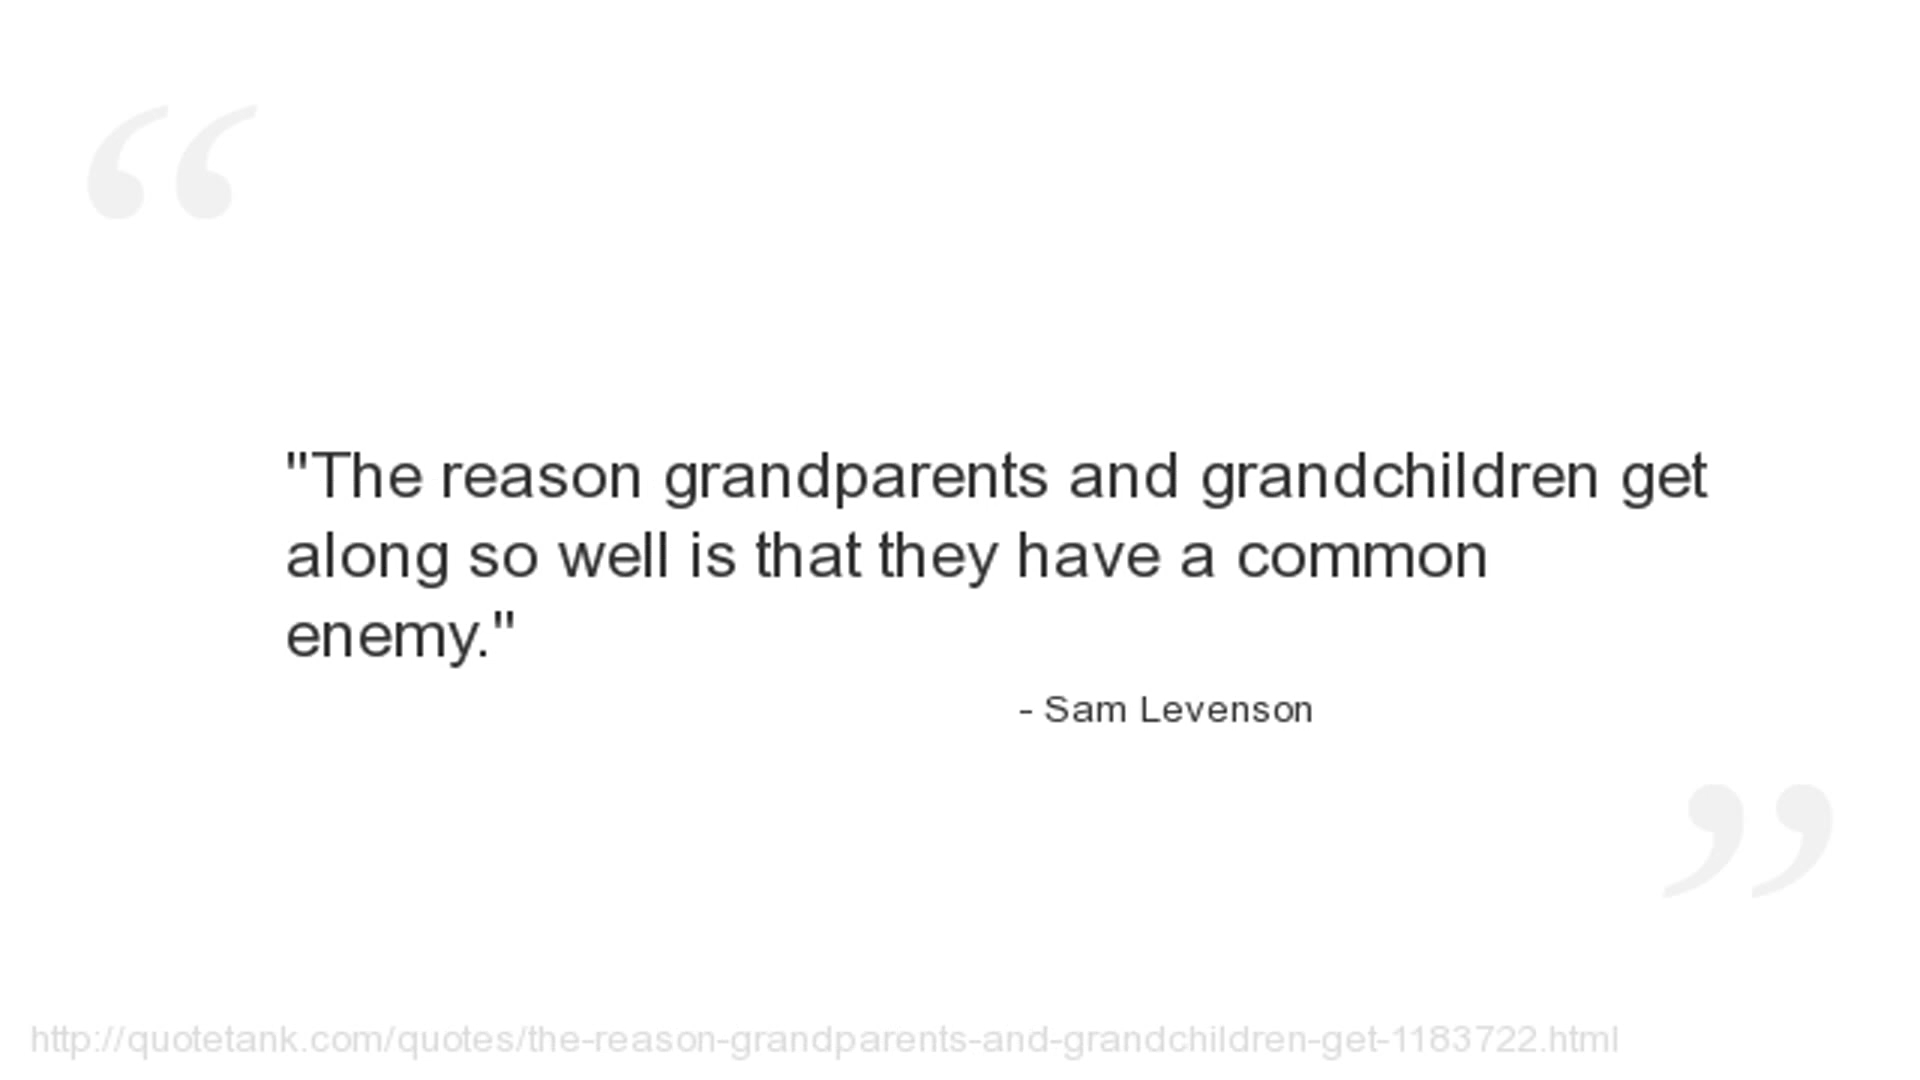 "The reason grandparents and grandchildren get
along so well is that they have a common
enemy."
- Sam Levenson
http://quotetank.com/quotes/the-reason-grandparents-and-grandchildren-get-1183722.html